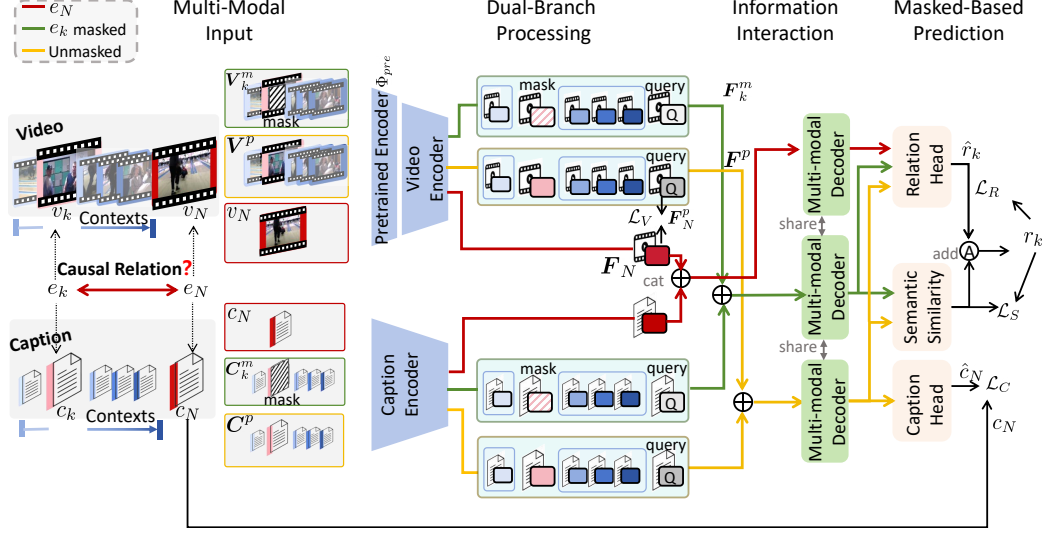 e_N
e_k masked
Unmasked
Multi-Modal
Input
Dual-Branch
Processing
Information
Interaction
Masked-Based
Prediction
Video
v_k
Contexts
v_N
Causal Relation?
e_k
e_N
Caption
c_k
Contexts
c_N
V_k^m
mask
V^p
v_N
c_N
C_k^m
mask
C^p
Pretrained Encoder Φ_pre
Video
Encoder
Caption
Encoder
mask
query
Q
F_k^m
query
Q
F^p
L_V
F_N^p
F_N
cat
mask
query
Q
query
Q
Multi-modal
Decoder
share
Multi-modal
Decoder
share
Multi-modal
Decoder
Relation
Head
r̂_k
L_R
add
A
r_k
Semantic
Similarity
L_S
Caption
Head
ĉ_N
L_C
c_N